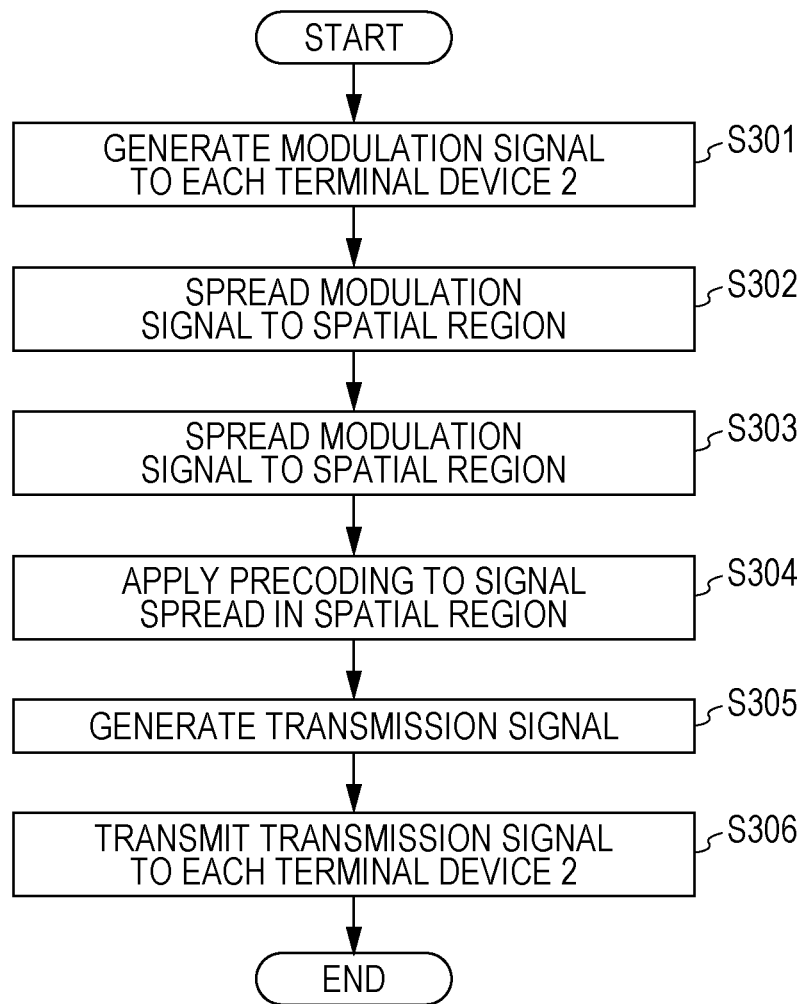 START
GENERATE MODULATION SIGNAL
TO EACH TERMINAL DEVICE 2
S301
SPREAD MODULATION
SIGNAL TO SPATIAL REGION
S302
SPREAD MODULATION
SIGNAL TO SPATIAL REGION
S303
APPLY PRECODING TO SIGNAL
SPREAD IN SPATIAL REGION
S304
GENERATE TRANSMISSION SIGNAL
S305
TRANSMIT TRANSMISSION SIGNAL
TO EACH TERMINAL DEVICE 2
S306
END